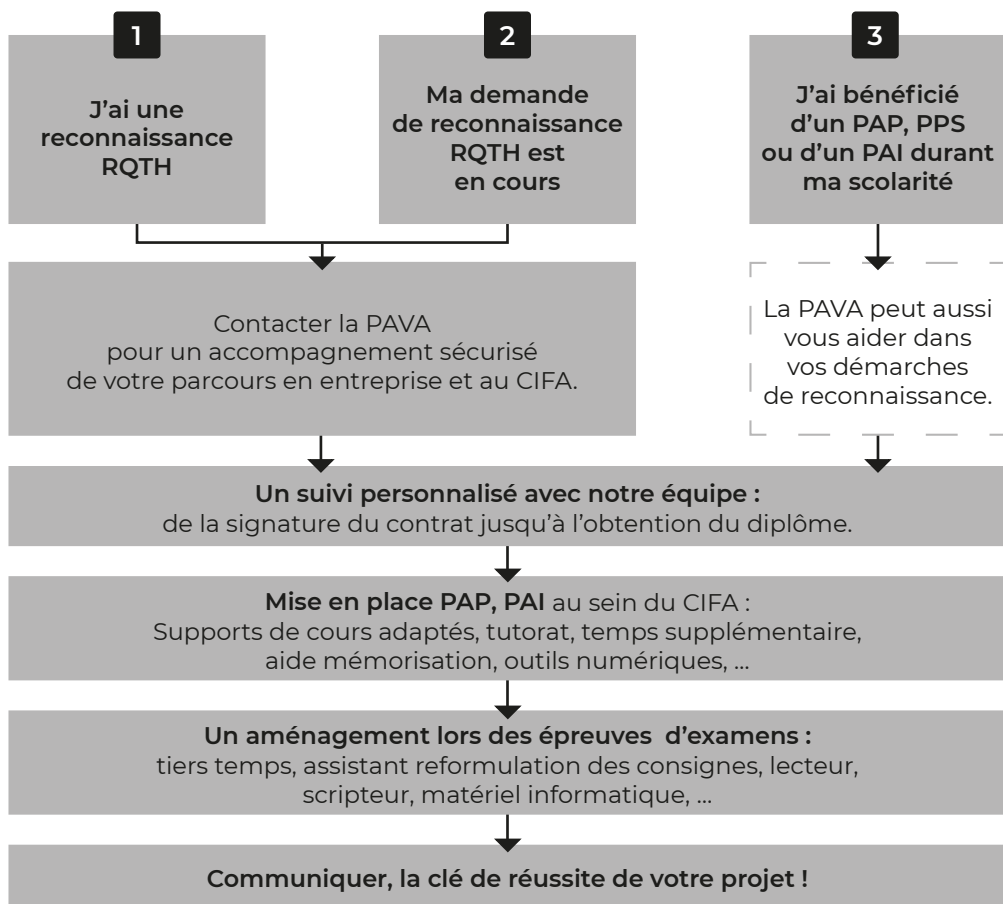 1
J’ai une
reconnaissance
RQTH
2
Ma demande
de reconnaissance
RQTH est
en cours
3
J’ai bénéficié
d’un PAP, PPS
ou d’un PAI durant
ma scolarité
Contacter la PAVA
pour un accompagnement sécurisé
de votre parcours en entreprise et au CIFA.
La PAVA peut aussi
vous aider dans
vos démarches
de reconnaissance.
Un suivi personnalisé avec notre équipe :
de la signature du contrat jusqu’à l’obtention du diplôme.
Mise en place PAP, PAI au sein du CIFA :
Supports de cours adaptés, tutorat, temps supplémentaire,
aide mémorisation, outils numériques, ...
Un aménagement lors des épreuves d’examens :
tiers temps, assistant reformulation des consignes, lecteur,
scripteur, matériel informatique, ...
Communiquer, la clé de réussite de votre projet !